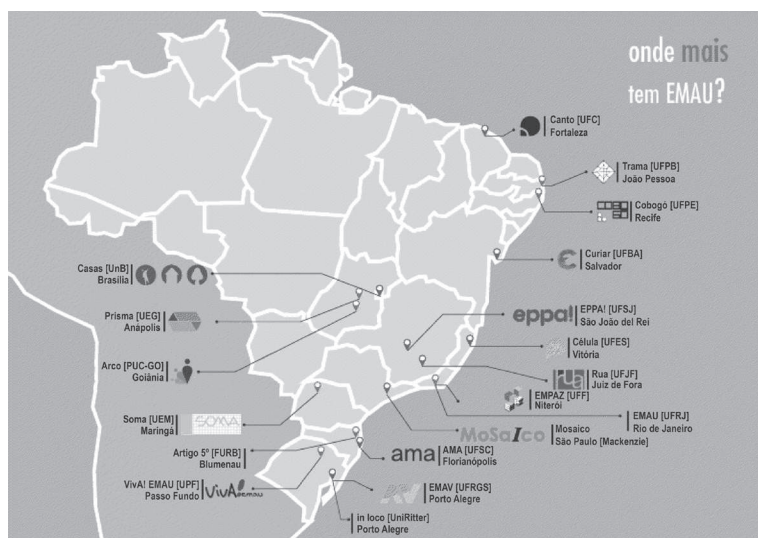 onde mais
tem EMAU?
Canto [UFC]
Fortaleza
Trama [UFPB]
João Pessoa
Cobogó [UFPE]
Recife
Curiar [UFBA]
Salvador
Casas [UnB]
Brasília
Prisma [UEG]
Anápolis
Arco [PUC-GO]
Goiânia
eppa!
EPPA! [UFSJ]
São João del Rei
Célula [UFES]
Vitória
rua
Rua [UFJF]
Juiz de Fora
EMPAZ [UFF]
Niterói
EMAU [UFRJ]
Rio de Janeiro
MoSaIco
Mosaico
São Paulo [Mackenzie]
Soma [UEM]
Maringá
SOMA
Artigo 5º [FURB]
Blumenau
ama
AMA [UFSC]
Florianópolis
VivA! EMAU [UPF]
Passo Fundo
VivA!emau
EMAV [UFRGS]
Porto Alegre
in loco [UniRitter]
Porto Alegre